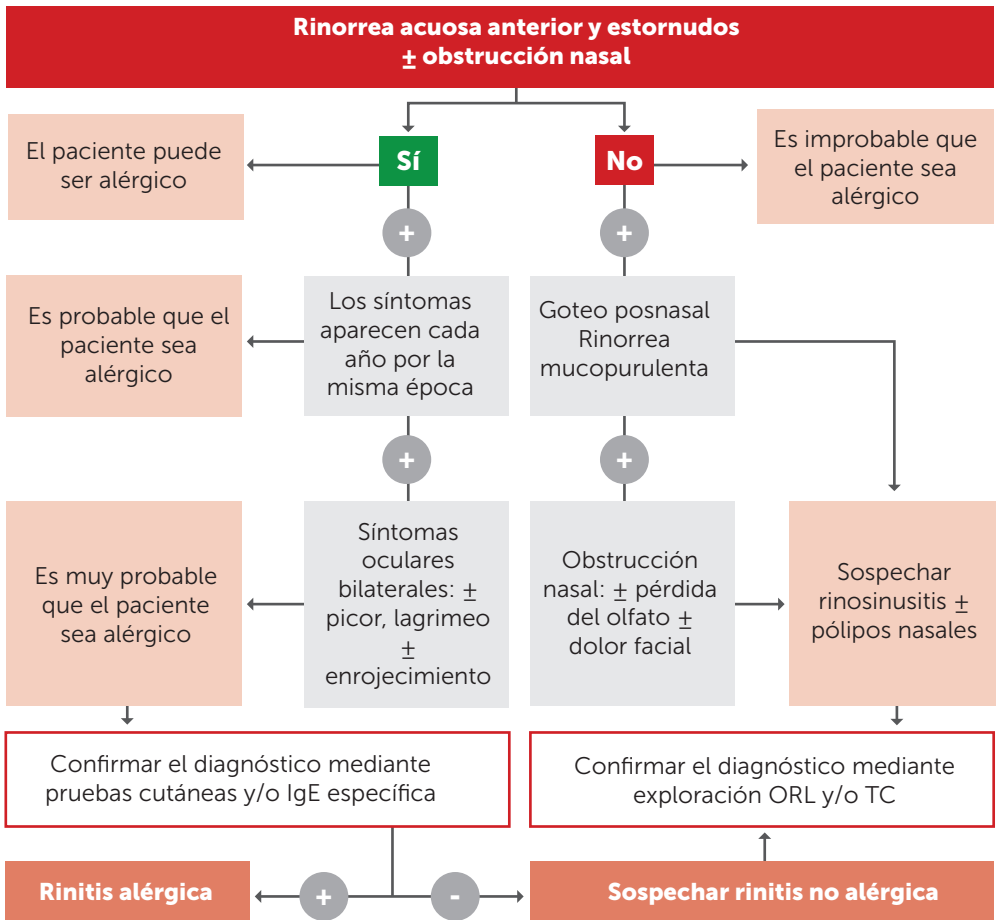 Rinorrea acuosa anterior y estornudos
± obstrucción nasal
El paciente puede
ser alérgico
Sí
No
Es improbable que
el paciente sea
alérgico
+
+
Es probable que el
paciente sea
alérgico
Los síntomas
aparecen cada
año por la
misma época
Goteo posnasal
Rinorrea
mucopurulenta
+
+
Es muy probable
que el paciente
sea alérgico
Síntomas
oculares
bilaterales: ±
picor, lagrimeo
±
enrojecimiento
Obstrucción
nasal: ± pérdida
del olfato ±
dolor facial
Sospechar
rinosinusitis ±
pólipos nasales
Confirmar el diagnóstico mediante
pruebas cutáneas y/o IgE específica
Confirmar el diagnóstico mediante
exploración ORL y/o TC
Rinitis alérgica
+
-
Sospechar rinitis no alérgica